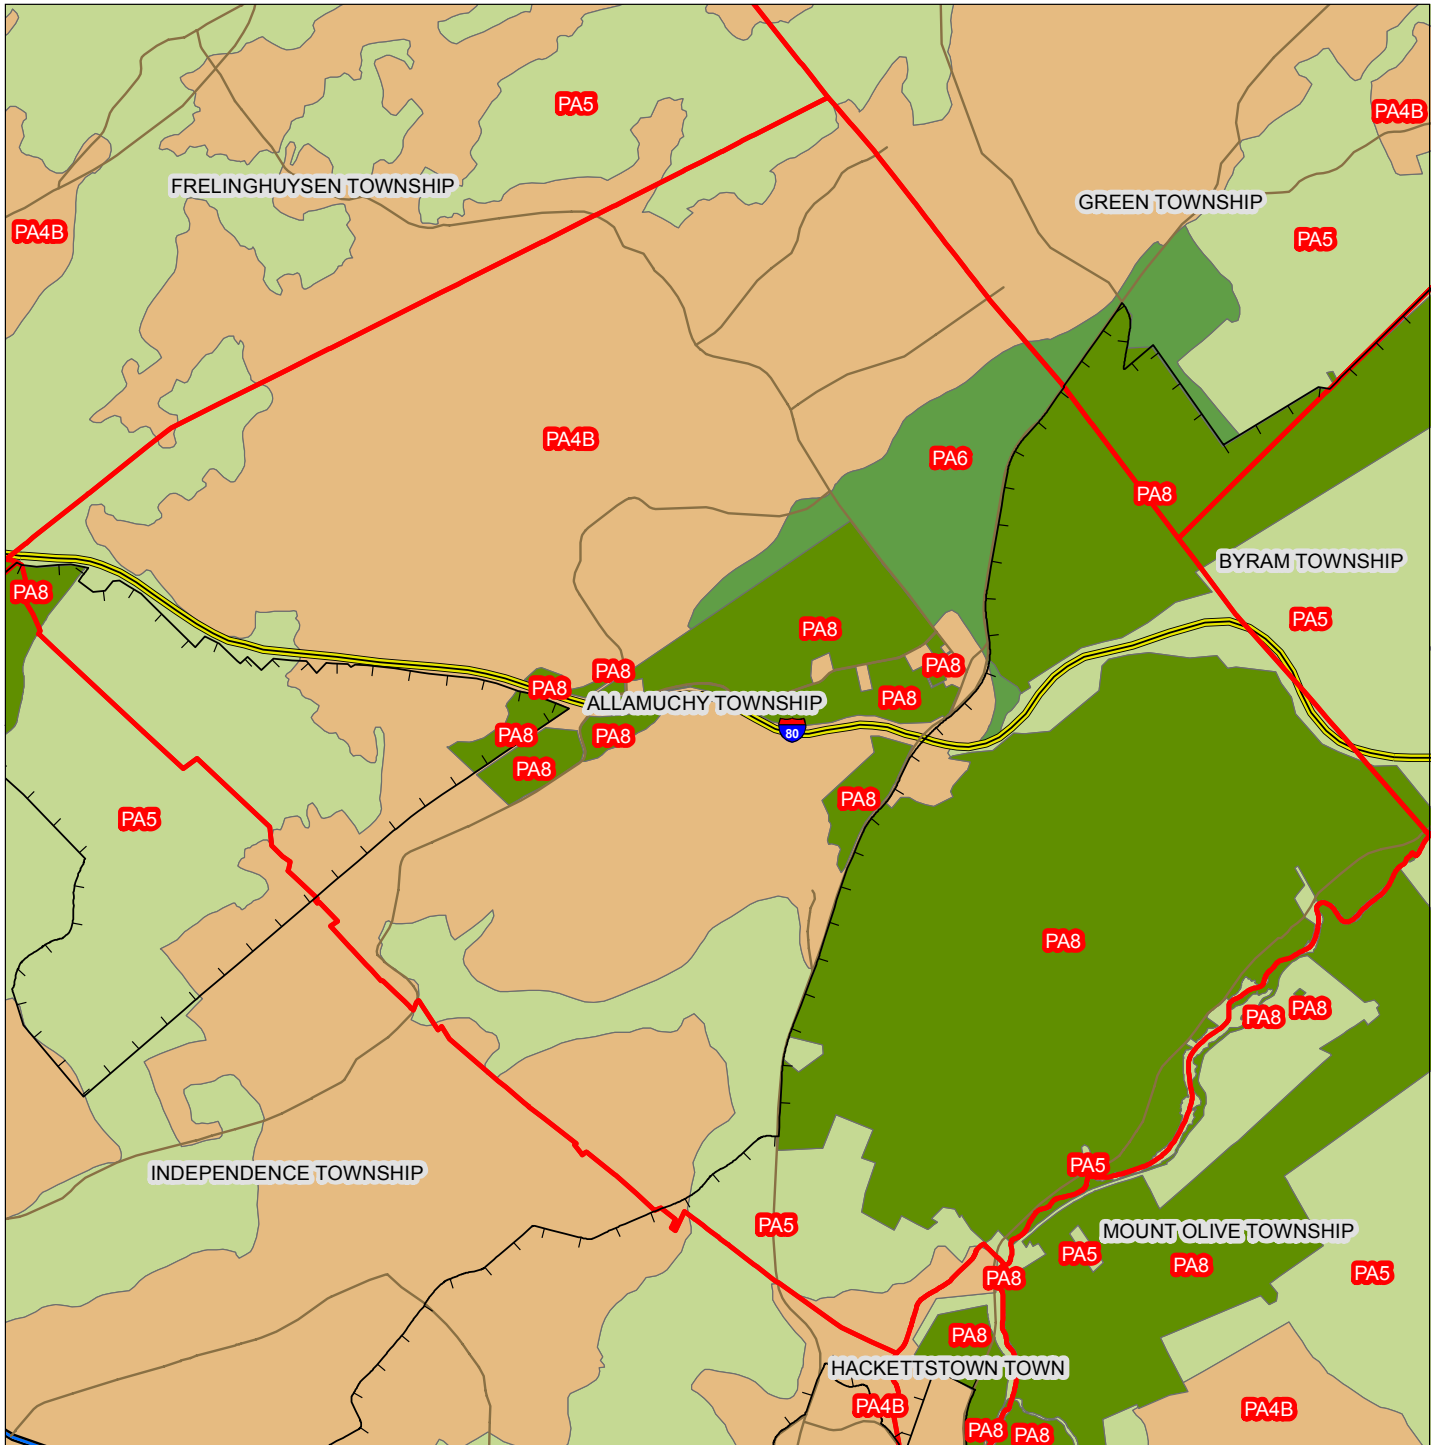 PA5
PA4B
FRELINGHUYSEN TOWNSHIP
GREEN TOWNSHIP
PA4B
PA5
PA4B
PA6
PA8
BYRAM TOWNSHIP
PA8
PA5
PA8
PA8
PA8
PA8
PA8
ALLAMUCHY TOWNSHIP
80
PA8
PA8
PA8
PA8
PA5
PA8
PA8
PA8
PA5
INDEPENDENCE TOWNSHIP
PA5
MOUNT OLIVE TOWNSHIP
PA5
PA8
PA5
PA8
PA8
HACKETTSTOWN TOWN
PA4B
PA4B
PA8
PA8